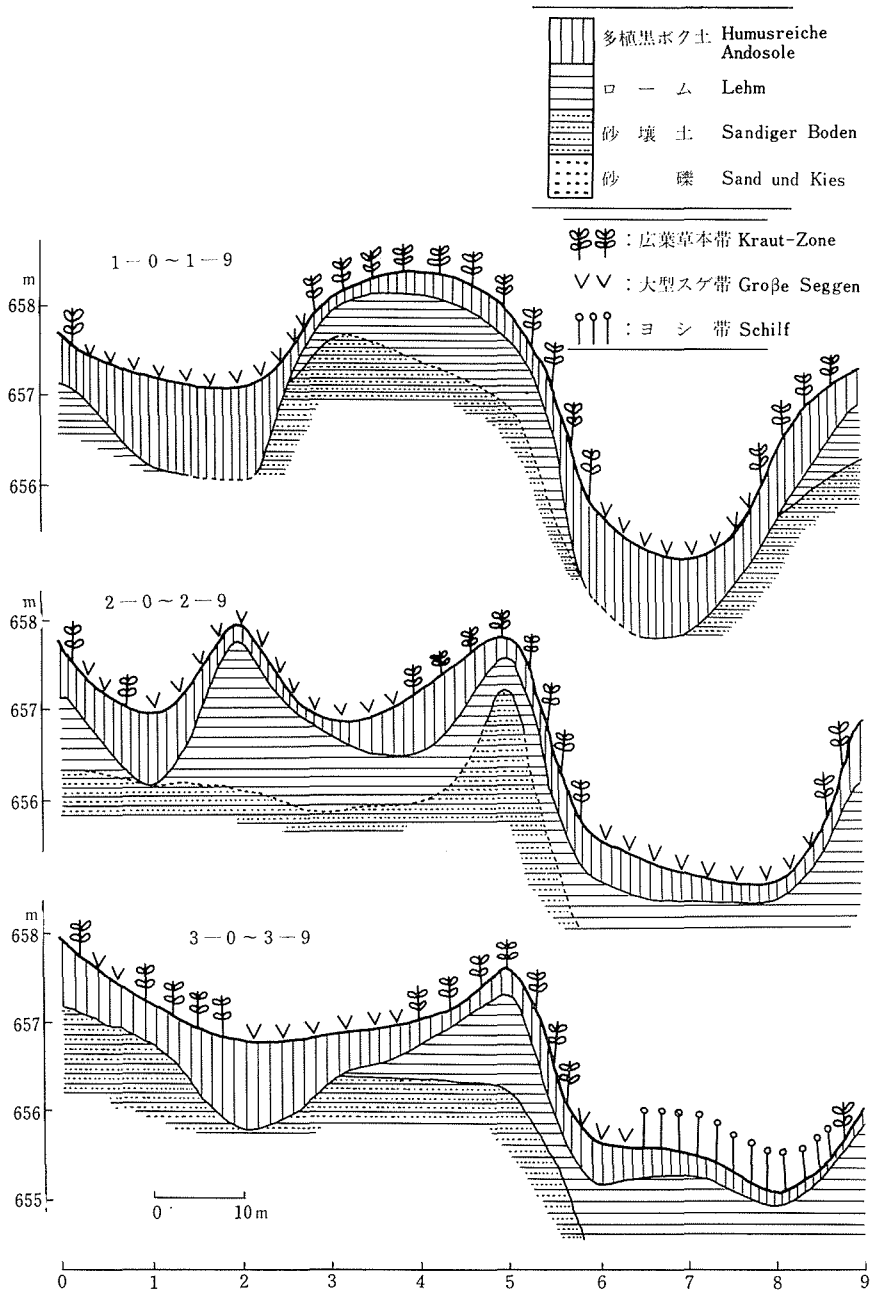 多植黒ボク土 Humusreiche
Andosole
ローム Lehm
砂壌土 Sandiger Boden
砂礫 Sand und Kies
：広葉草本帯 Kraut-Zone
：大型スゲ帯 Große Seggen
：ヨシ帯 Schilf
1－0～1－9
m
658
657
656
2－0～2－9
m
658
657
656
3－0～3－9
m
658
657
656
655
0 10m
0 1 2 3 4 5 6 7 8 9